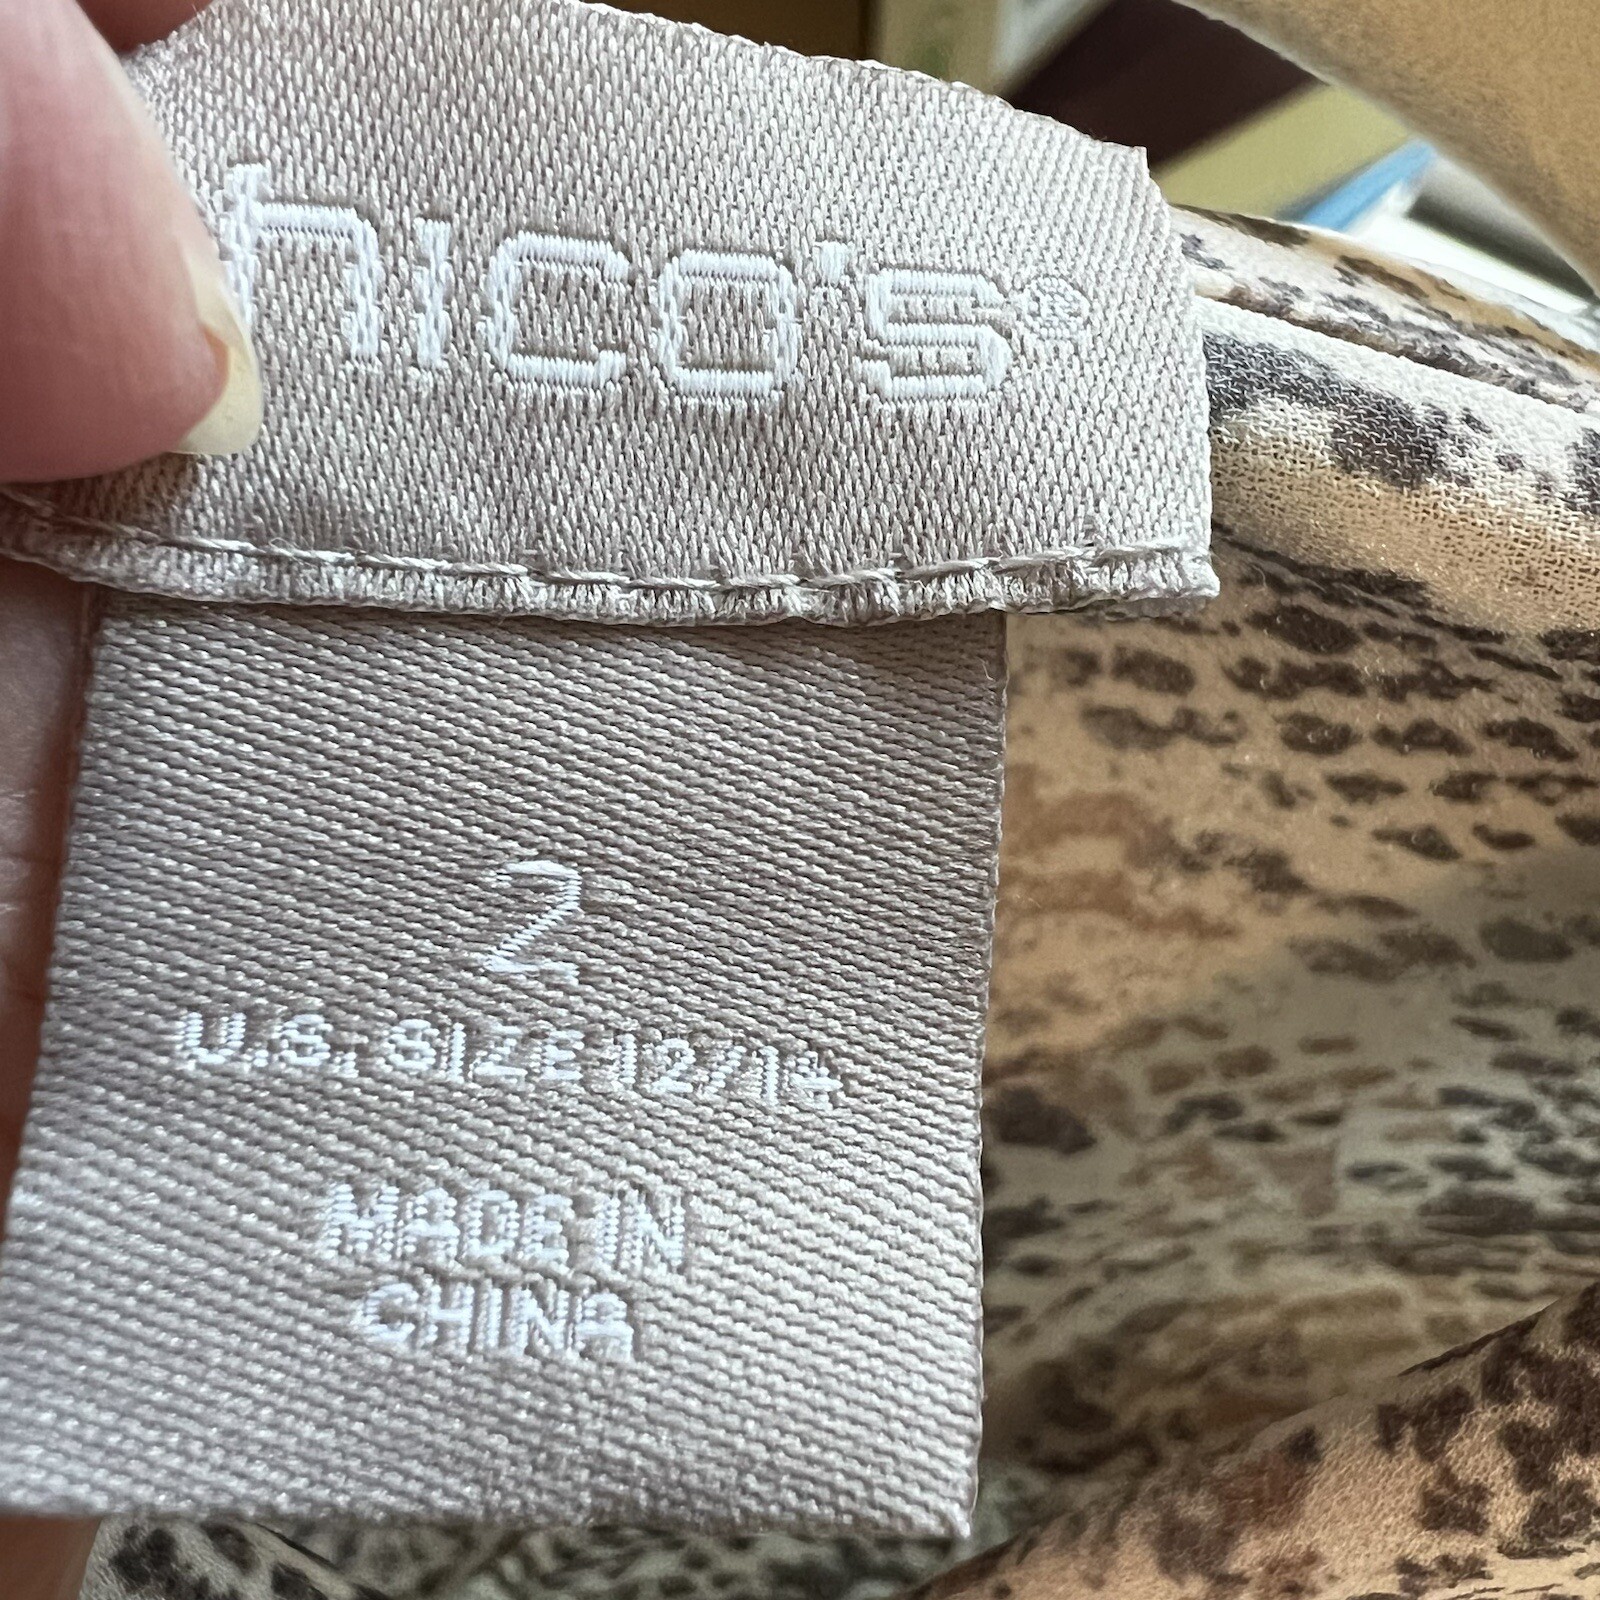 hico's®
2
U.S. SIZE 12/14
MADE IN
CHINA